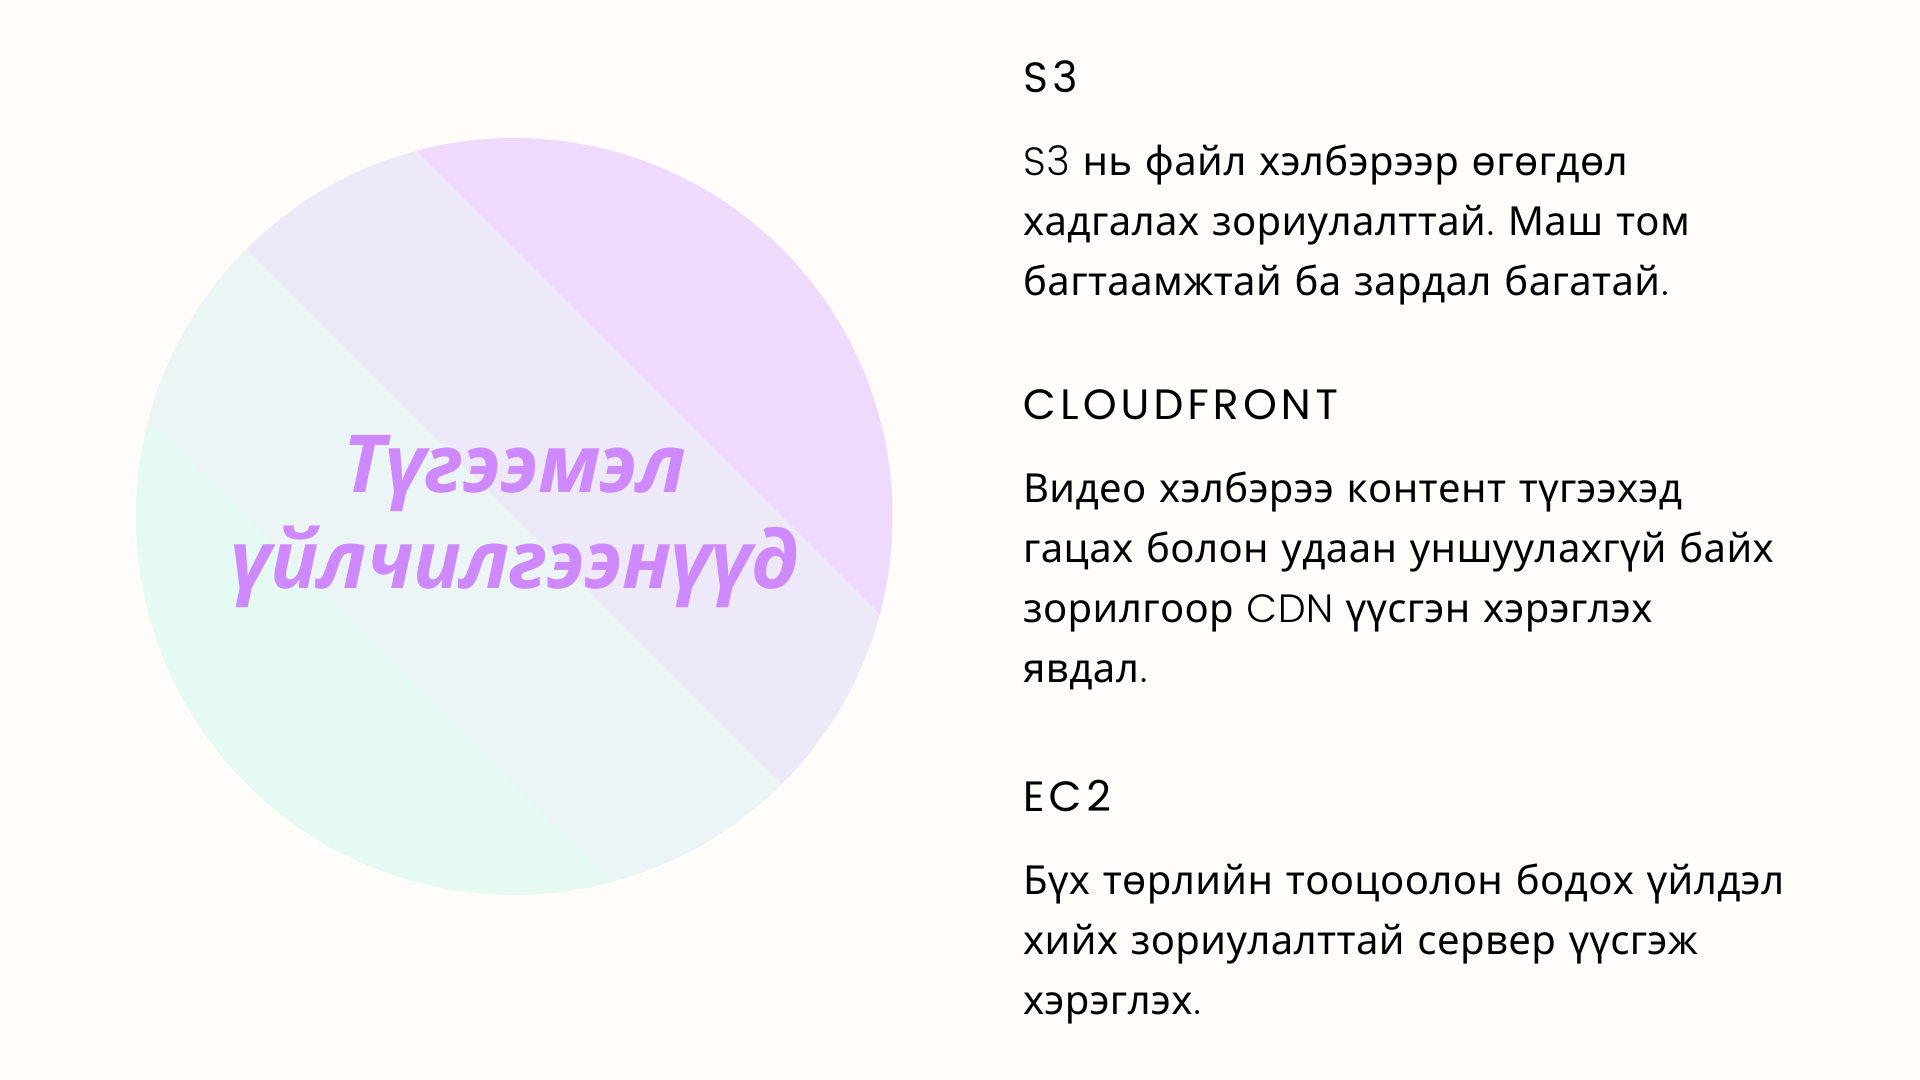 Түгээмэл
үйлчилгээнүүд
S3
S3 нь файл хэлбэрээр өгөгдөл
хадгалах зориулалттай. Маш том
багтаамжтай ба зардал багатай.
CLOUDFRONT
Видео хэлбэрээ контент түгээхэд
гацах болон удаан уншуулахгүй байх
зорилгоор CDN үүсгэн хэрэглэх
явдал.
EC2
Бүх төрлийн тооцоолон бодох үйлдэл
хийх зориулалттай сервер үүсгэж
хэрэглэх.